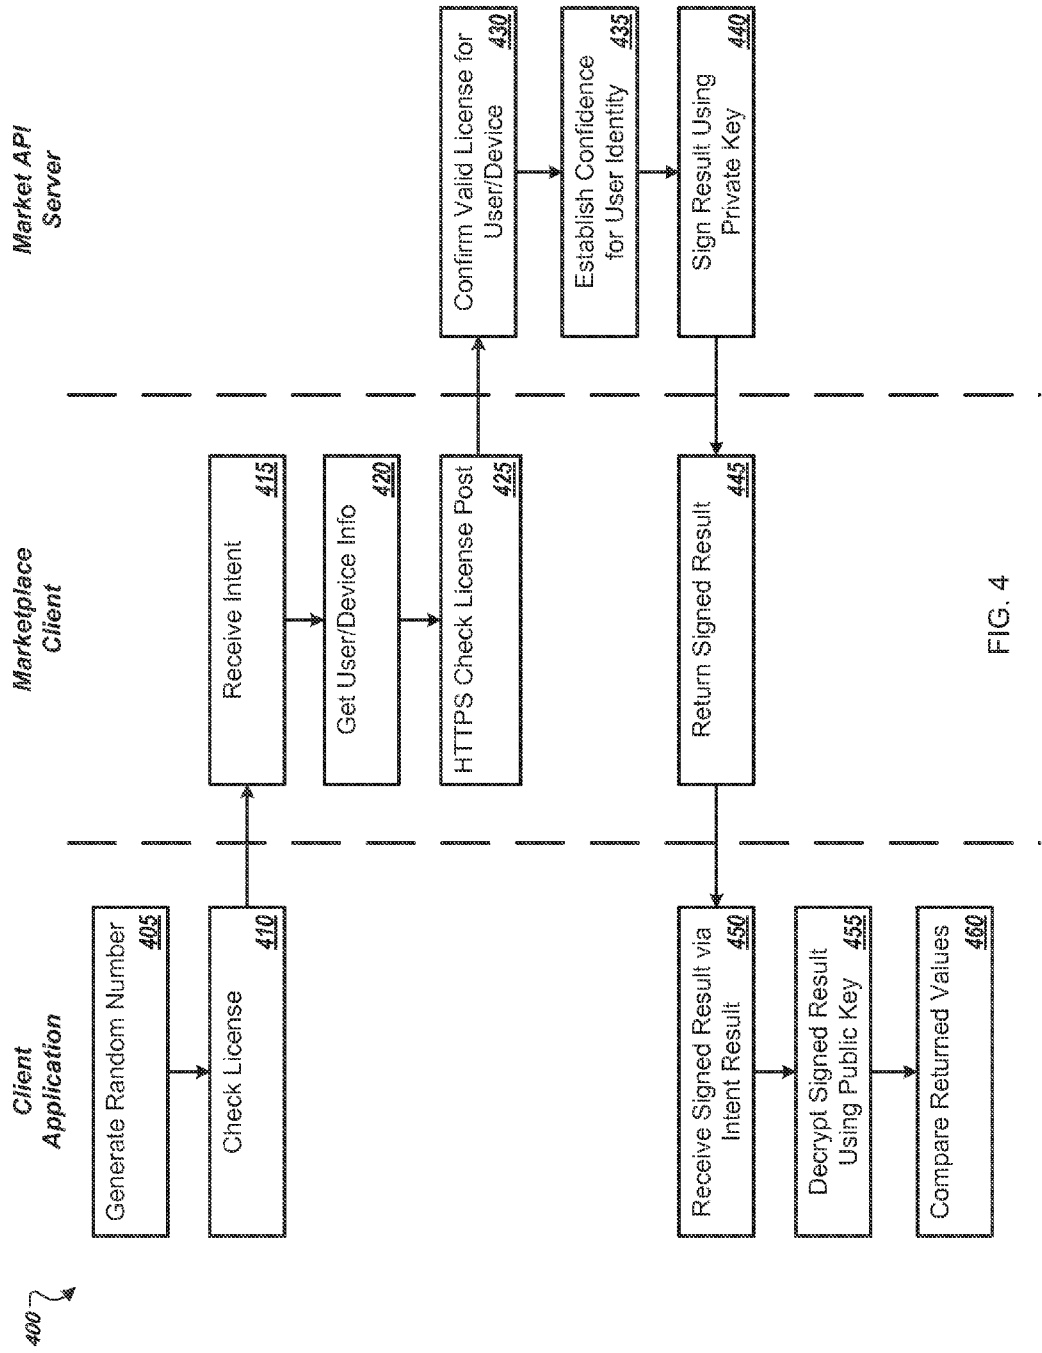 400
Client
Application
Marketplace
Client
Market API
Server
Generate Random Number
405
Check License
410
Receive Intent
415
Get User/Device Info
420
HTTPS Check License Post
425
Confirm Valid License for
User/Device
430
Establish Confidence
for User Identity
435
Sign Result Using
Private Key
440
Return Signed Result
445
Receive Signed Result via
Intent Result
450
Decrypt Signed Result
Using Public Key
455
Compare Returned Values
460
FIG. 4